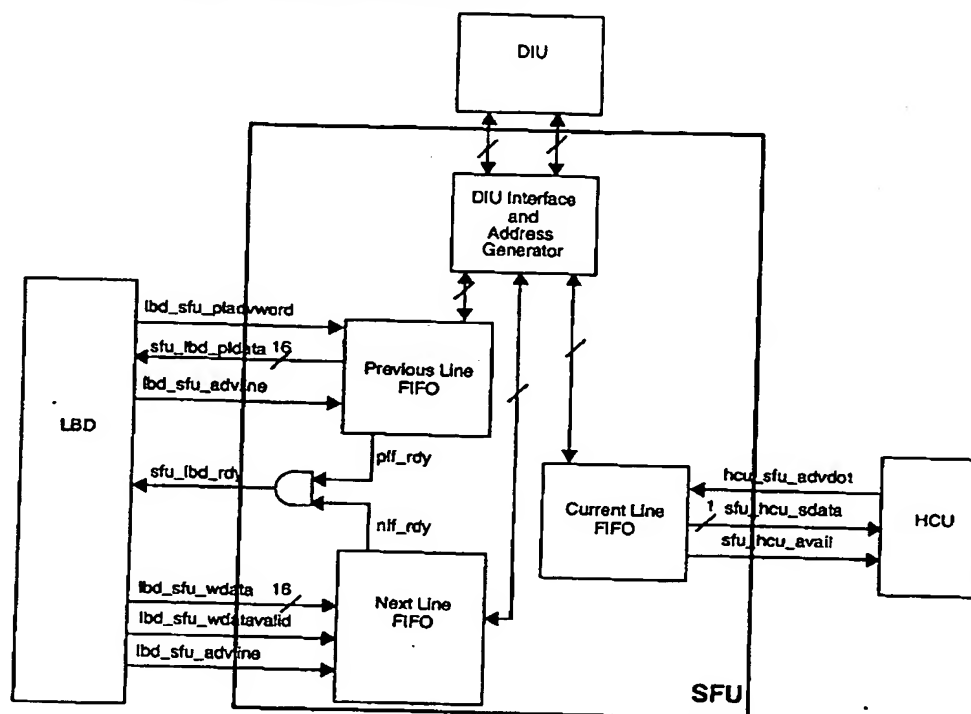 DIU
DIU Interface
and
Address
Generator
lbd_sfu_pladvword
sfu_lbd_pldata 16
lbd_sfu_advline
Previous Line
FIFO
LBD
plf_rdy
sfu_lbd_rdy
nlf_rdy
hcu_sfu_advdot
1 sfu_hcu_sdata
sfu_hcu_avail
Current Line
FIFO
HCU
lbd_sfu_wdata 16
lbd_sfu_wdatavalid
lbd_sfu_advline
Next Line
FIFO
SFU